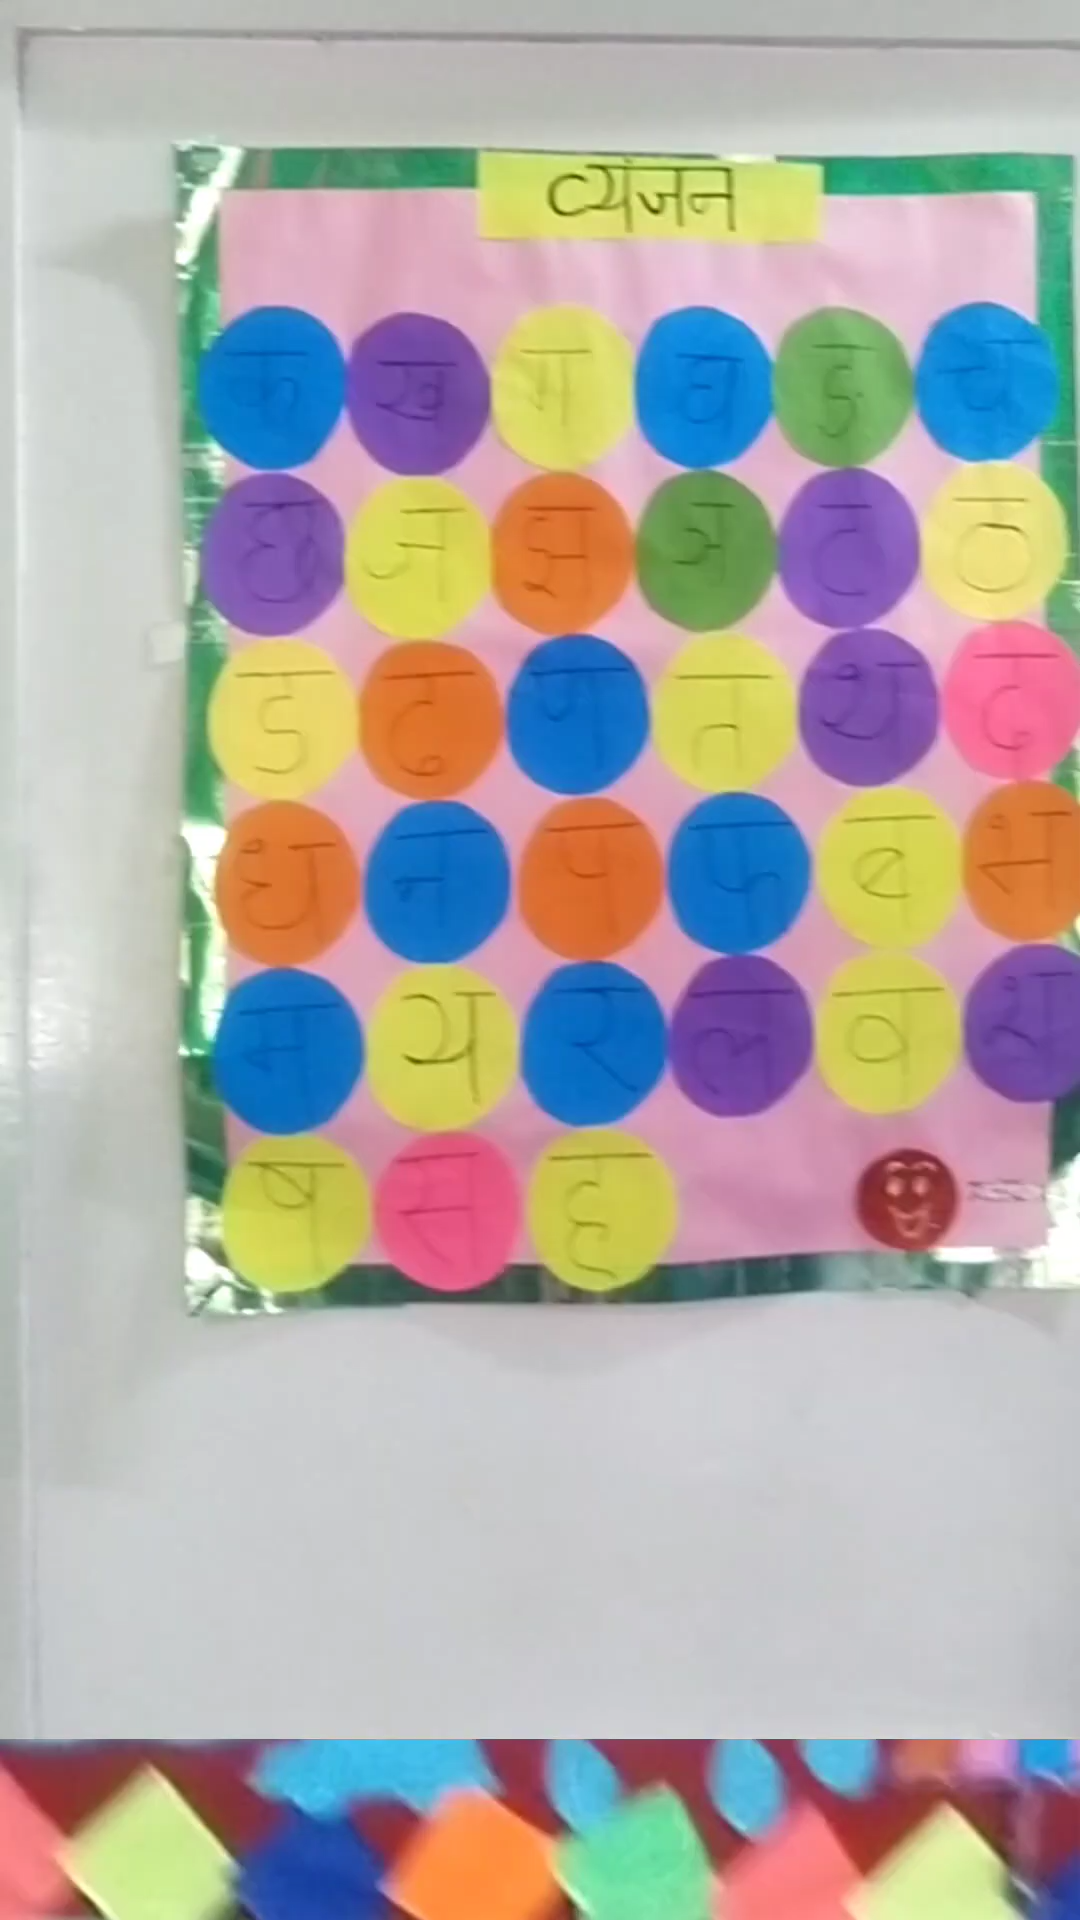 व्यंजन
क ख ग घ ङ च
छ ज झ ञ ट ठ
ड ढ ण त थ द
ध न प फ ब भ
म य र ल व श
ष स ह